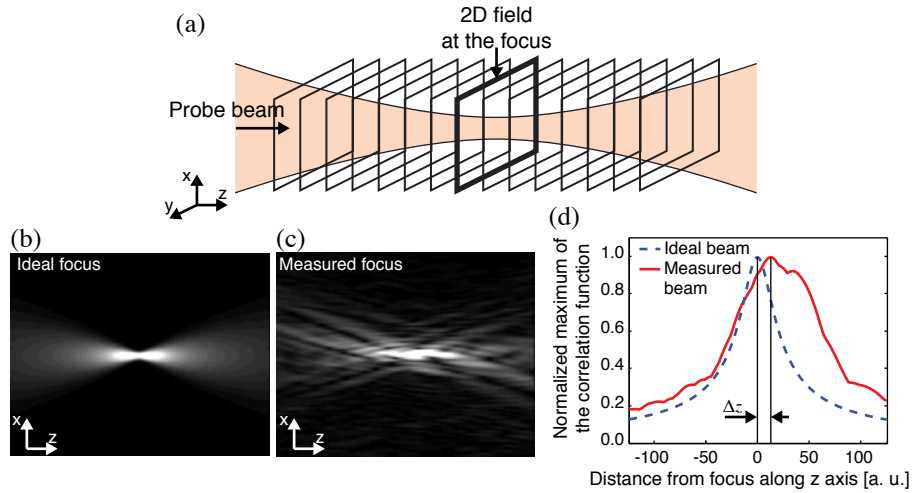 (a)
2D field
at the focus
Probe beam
x
y
z
(b)
Ideal focus
x
z
(c)
Measured focus
x
z
(d)
Normalized maximum of
the correlation function
1.0
0.8
0.6
0.4
0.2
0.0
Ideal beam
Measured
beam
Δz
-100
-50
0
50
100
Distance from focus along z axis [a. u.]